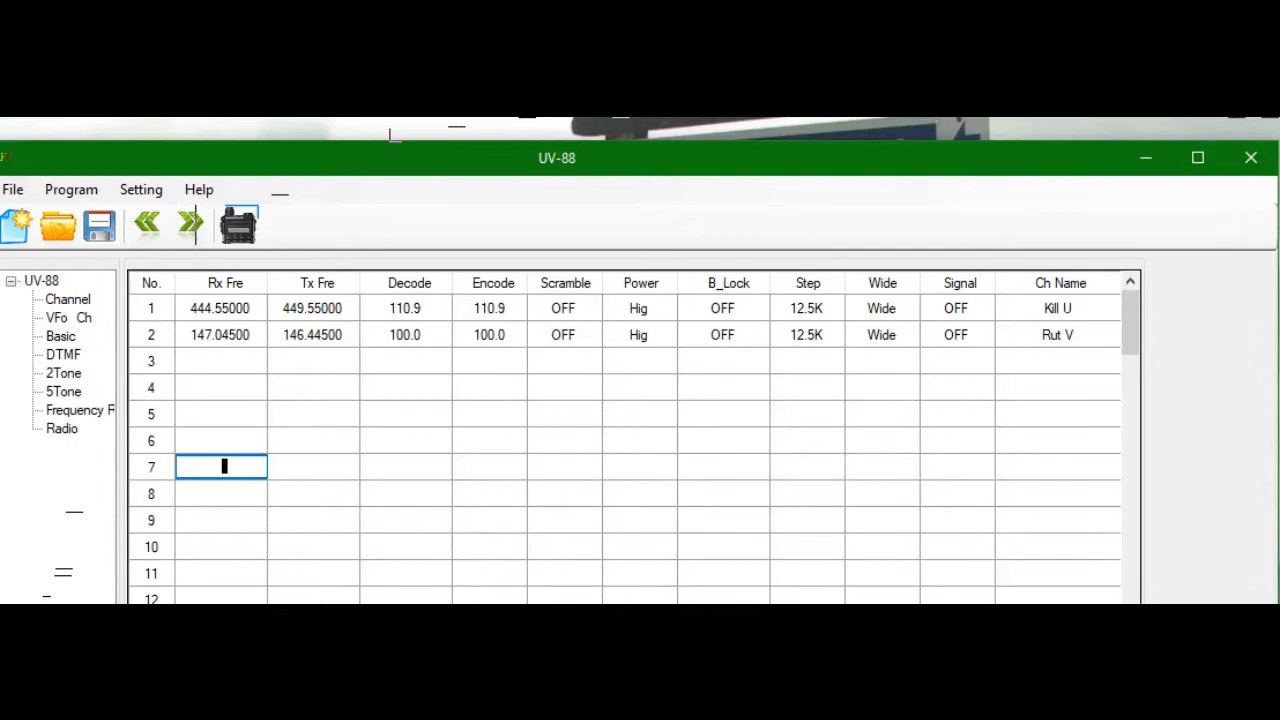 UV-88
File Program Setting Help
UV-88
Channel
VFo Ch
Basic
DTMF
2Tone
5Tone
Frequency F
Radio
No. Rx Fre Tx Fre Decode Encode Scramble Power B_Lock Step Wide Signal Ch Name
1 444.55000 449.55000 110.9 110.9 OFF Hig OFF 12.5K Wide OFF Kill U
2 147.04500 146.44500 100.0 100.0 OFF Hig OFF 12.5K Wide OFF Rut V
3
4
5
6
7
8
9
10
11
12